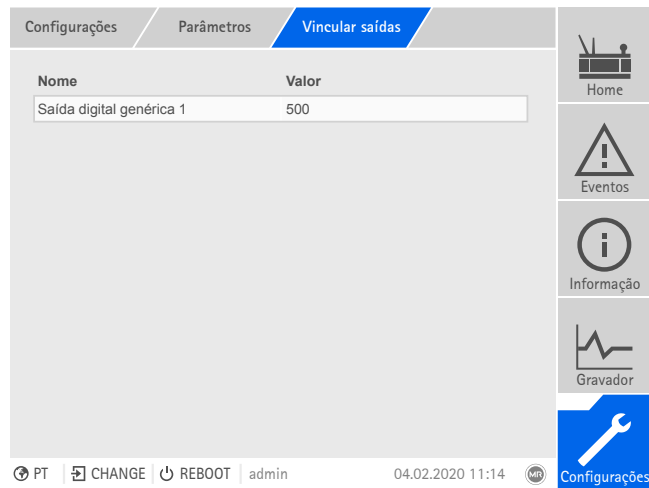 Configurações Parâmetros Vincular saídas
Nome Valor
Saída digital genérica 1 500
Home
Eventos
Informação
Gravador
Configurações
PT CHANGE REBOOT admin 04.02.2020 11:14 MR